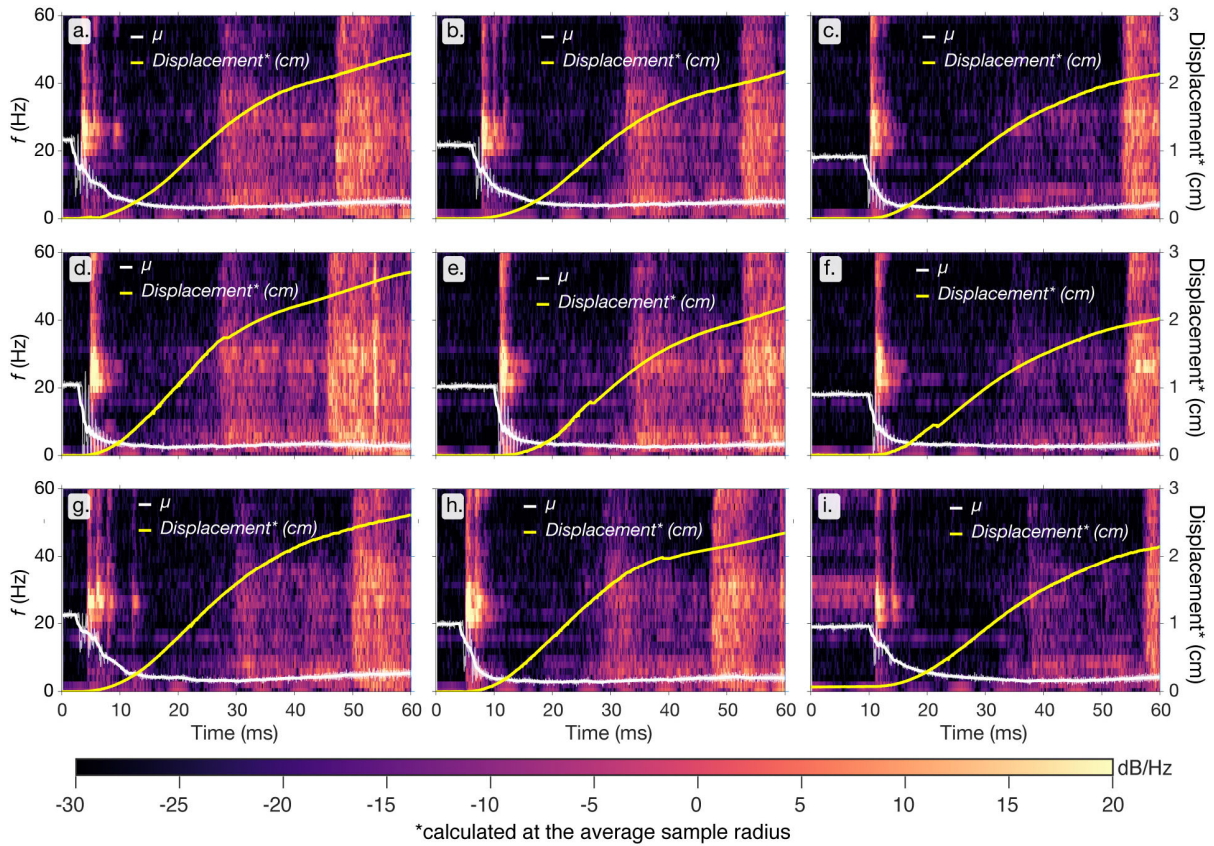 a.
μ
Displacement* (cm)
b.
μ
Displacement* (cm)
c.
μ
Displacement* (cm)
60
40
20
0
f (Hz)
3
2
1
0
Displacement* (cm)
d.
μ
Displacement* (cm)
e.
μ
Displacement* (cm)
f.
μ
Displacement* (cm)
60
40
20
0
f (Hz)
3
2
1
0
Displacement* (cm)
g.
μ
Displacement* (cm)
h.
μ
Displacement* (cm)
i.
μ
Displacement* (cm)
60
40
20
0
f (Hz)
3
2
1
0
Displacement* (cm)
0 10 20 30 40 50 60
0 10 20 30 40 50 60
0 10 20 30 40 50 60
Time (ms)
Time (ms)
Time (ms)
dB/Hz
-30 -25 -20 -15 -10 -5 0 5 10 15 20
*calculated at the average sample radius